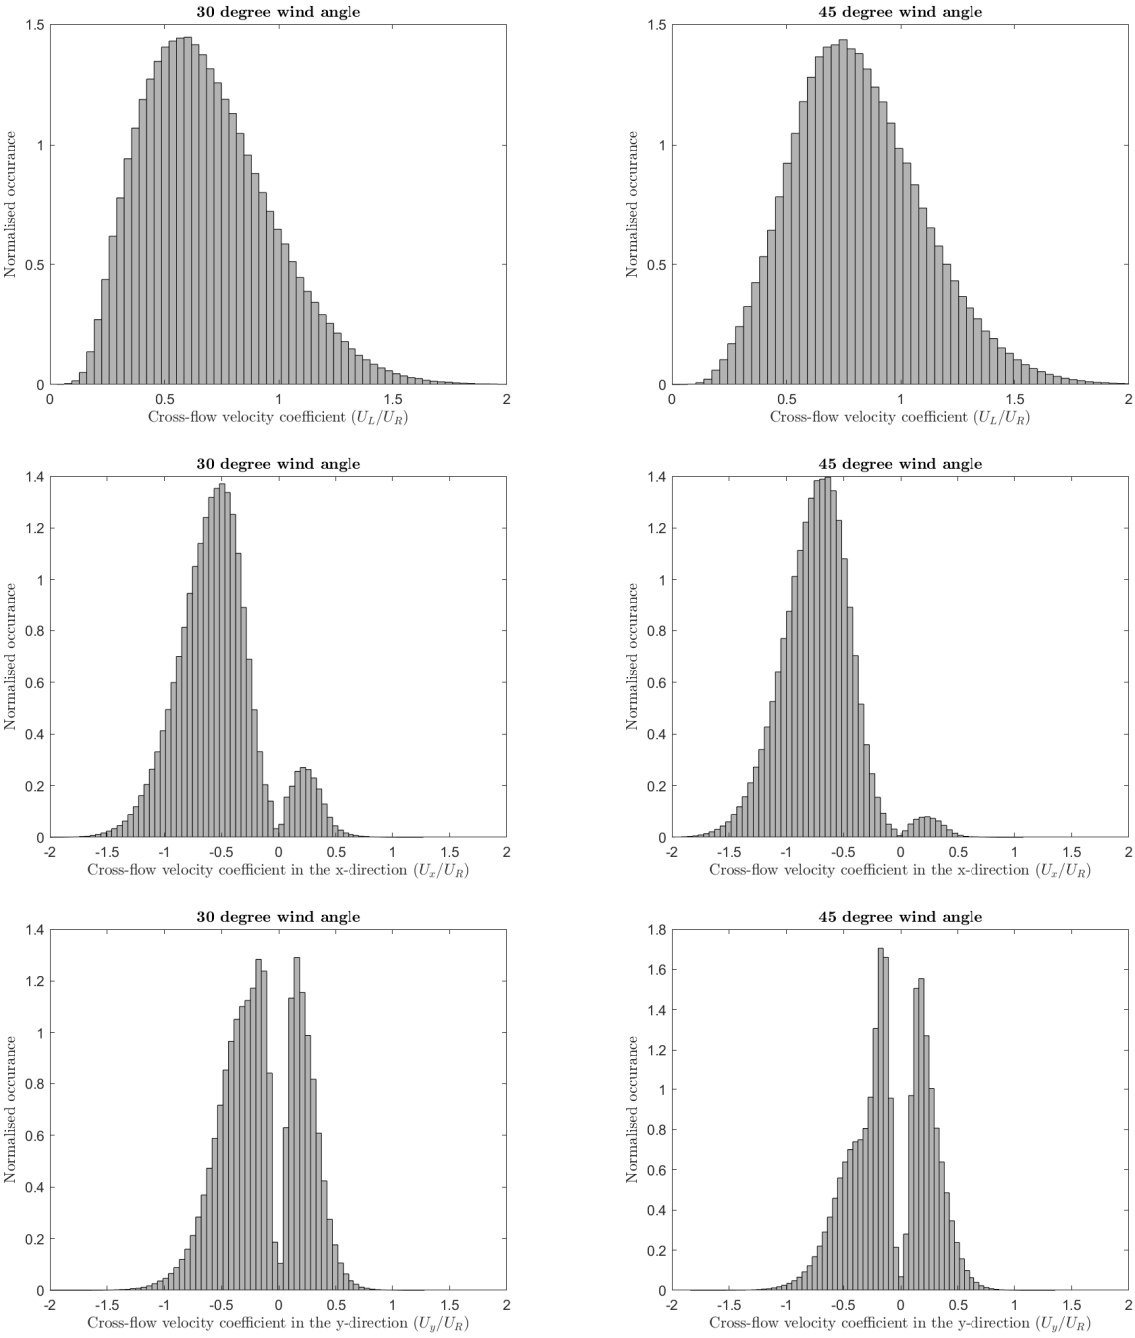 30 degree wind angle
45 degree wind angle
1.5
1
0.5
0
Normalised occurance
0 0.5 1 1.5 2
Cross-flow velocity coefficient (U_L/U_R)
1.5
1
0.5
0
Normalised occurance
0 0.5 1 1.5 2
Cross-flow velocity coefficient (U_L/U_R)
30 degree wind angle
45 degree wind angle
1.4
1.2
1
0.8
0.6
0.4
0.2
0
Normalised occurance
-2 -1.5 -1 -0.5 0 0.5 1 1.5 2
Cross-flow velocity coefficient in the x-direction (U_x/U_R)
1.4
1.2
1
0.8
0.6
0.4
0.2
0
Normalised occurance
-2 -1.5 -1 -0.5 0 0.5 1 1.5 2
Cross-flow velocity coefficient in the x-direction (U_x/U_R)
30 degree wind angle
45 degree wind angle
1.4
1.2
1
0.8
0.6
0.4
0.2
0
Normalised occurance
-2 -1.5 -1 -0.5 0 0.5 1 1.5 2
Cross-flow velocity coefficient in the y-direction (U_y/U_R)
1.8
1.6
1.4
1.2
1
0.8
0.6
0.4
0.2
0
Normalised occurance
-2 -1.5 -1 -0.5 0 0.5 1 1.5 2
Cross-flow velocity coefficient in the y-direction (U_y/U_R)